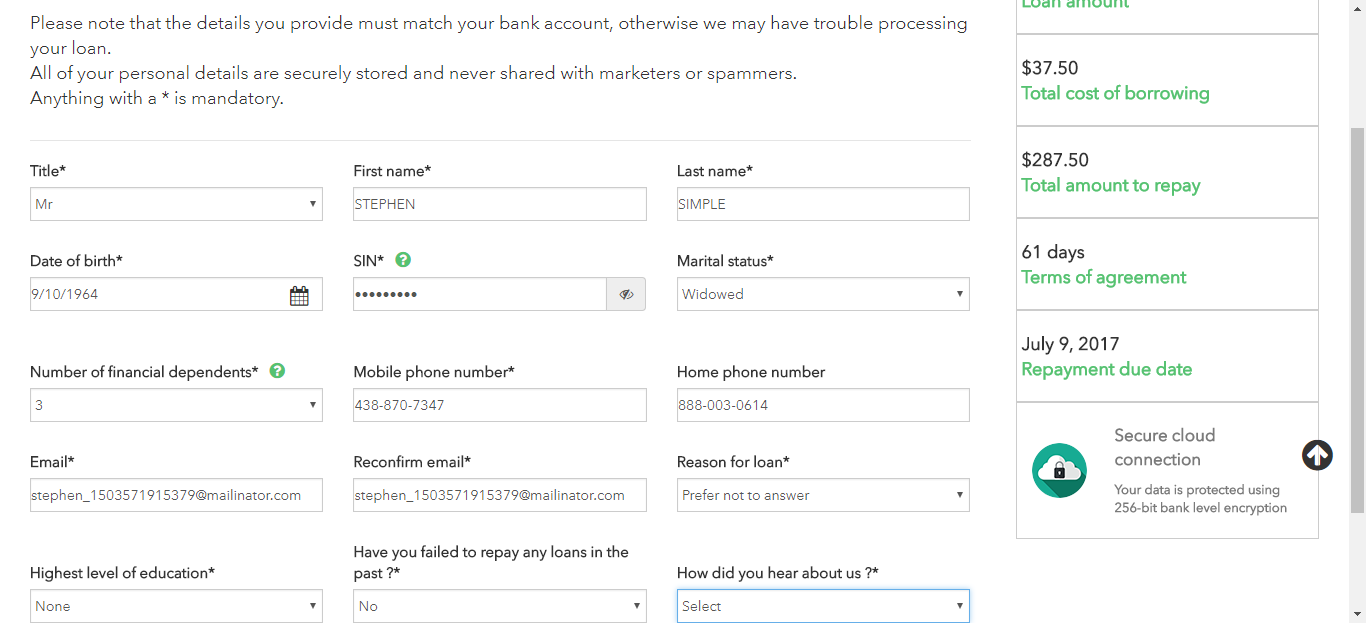 Please note that the details you provide must match your bank account, otherwise we may have trouble processing
your loan.
All of your personal details are securely stored and never shared with marketers or spammers.
Anything with a * is mandatory.
Title*
First name*
Last name*
Mr
STEPHEN
SIMPLE
Date of birth*
SIN* ?
Marital status*
9/10/1964
•••••••••
Widowed
Number of financial dependents* ?
Mobile phone number*
Home phone number
3
438-870-7347
888-003-0614
Email*
Reconfirm email*
Reason for loan*
stephen_1503571915379@mailinator.com
stephen_1503571915379@mailinator.com
Prefer not to answer
Highest level of education*
Have you failed to repay any loans in the
past ?*
How did you hear about us ?*
None
No
Select
Loan amount
$37.50
Total cost of borrowing
$287.50
Total amount to repay
61 days
Terms of agreement
July 9, 2017
Repayment due date
Secure cloud
connection
Your data is protected using
256-bit bank level encryption